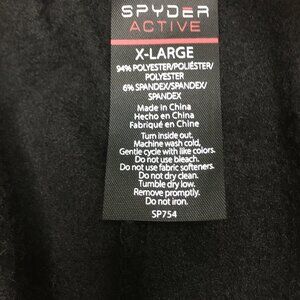 SPYDER
ACTIVE
X-LARGE
94% POLYESTER/POLIÉSTER/
POLYESTER
6% SPANDEX/SPANDEX/
SPANDEX
Made in China
Hecho en China
Fabriqué en Chine
Turn inside out.
Machine wash cold,
Gentle cycle with like colors.
Do not use bleach.
Do not use fabric softeners.
Do not dry clean.
Tumble dry low.
Remove promptly.
Do not iron.
SP754